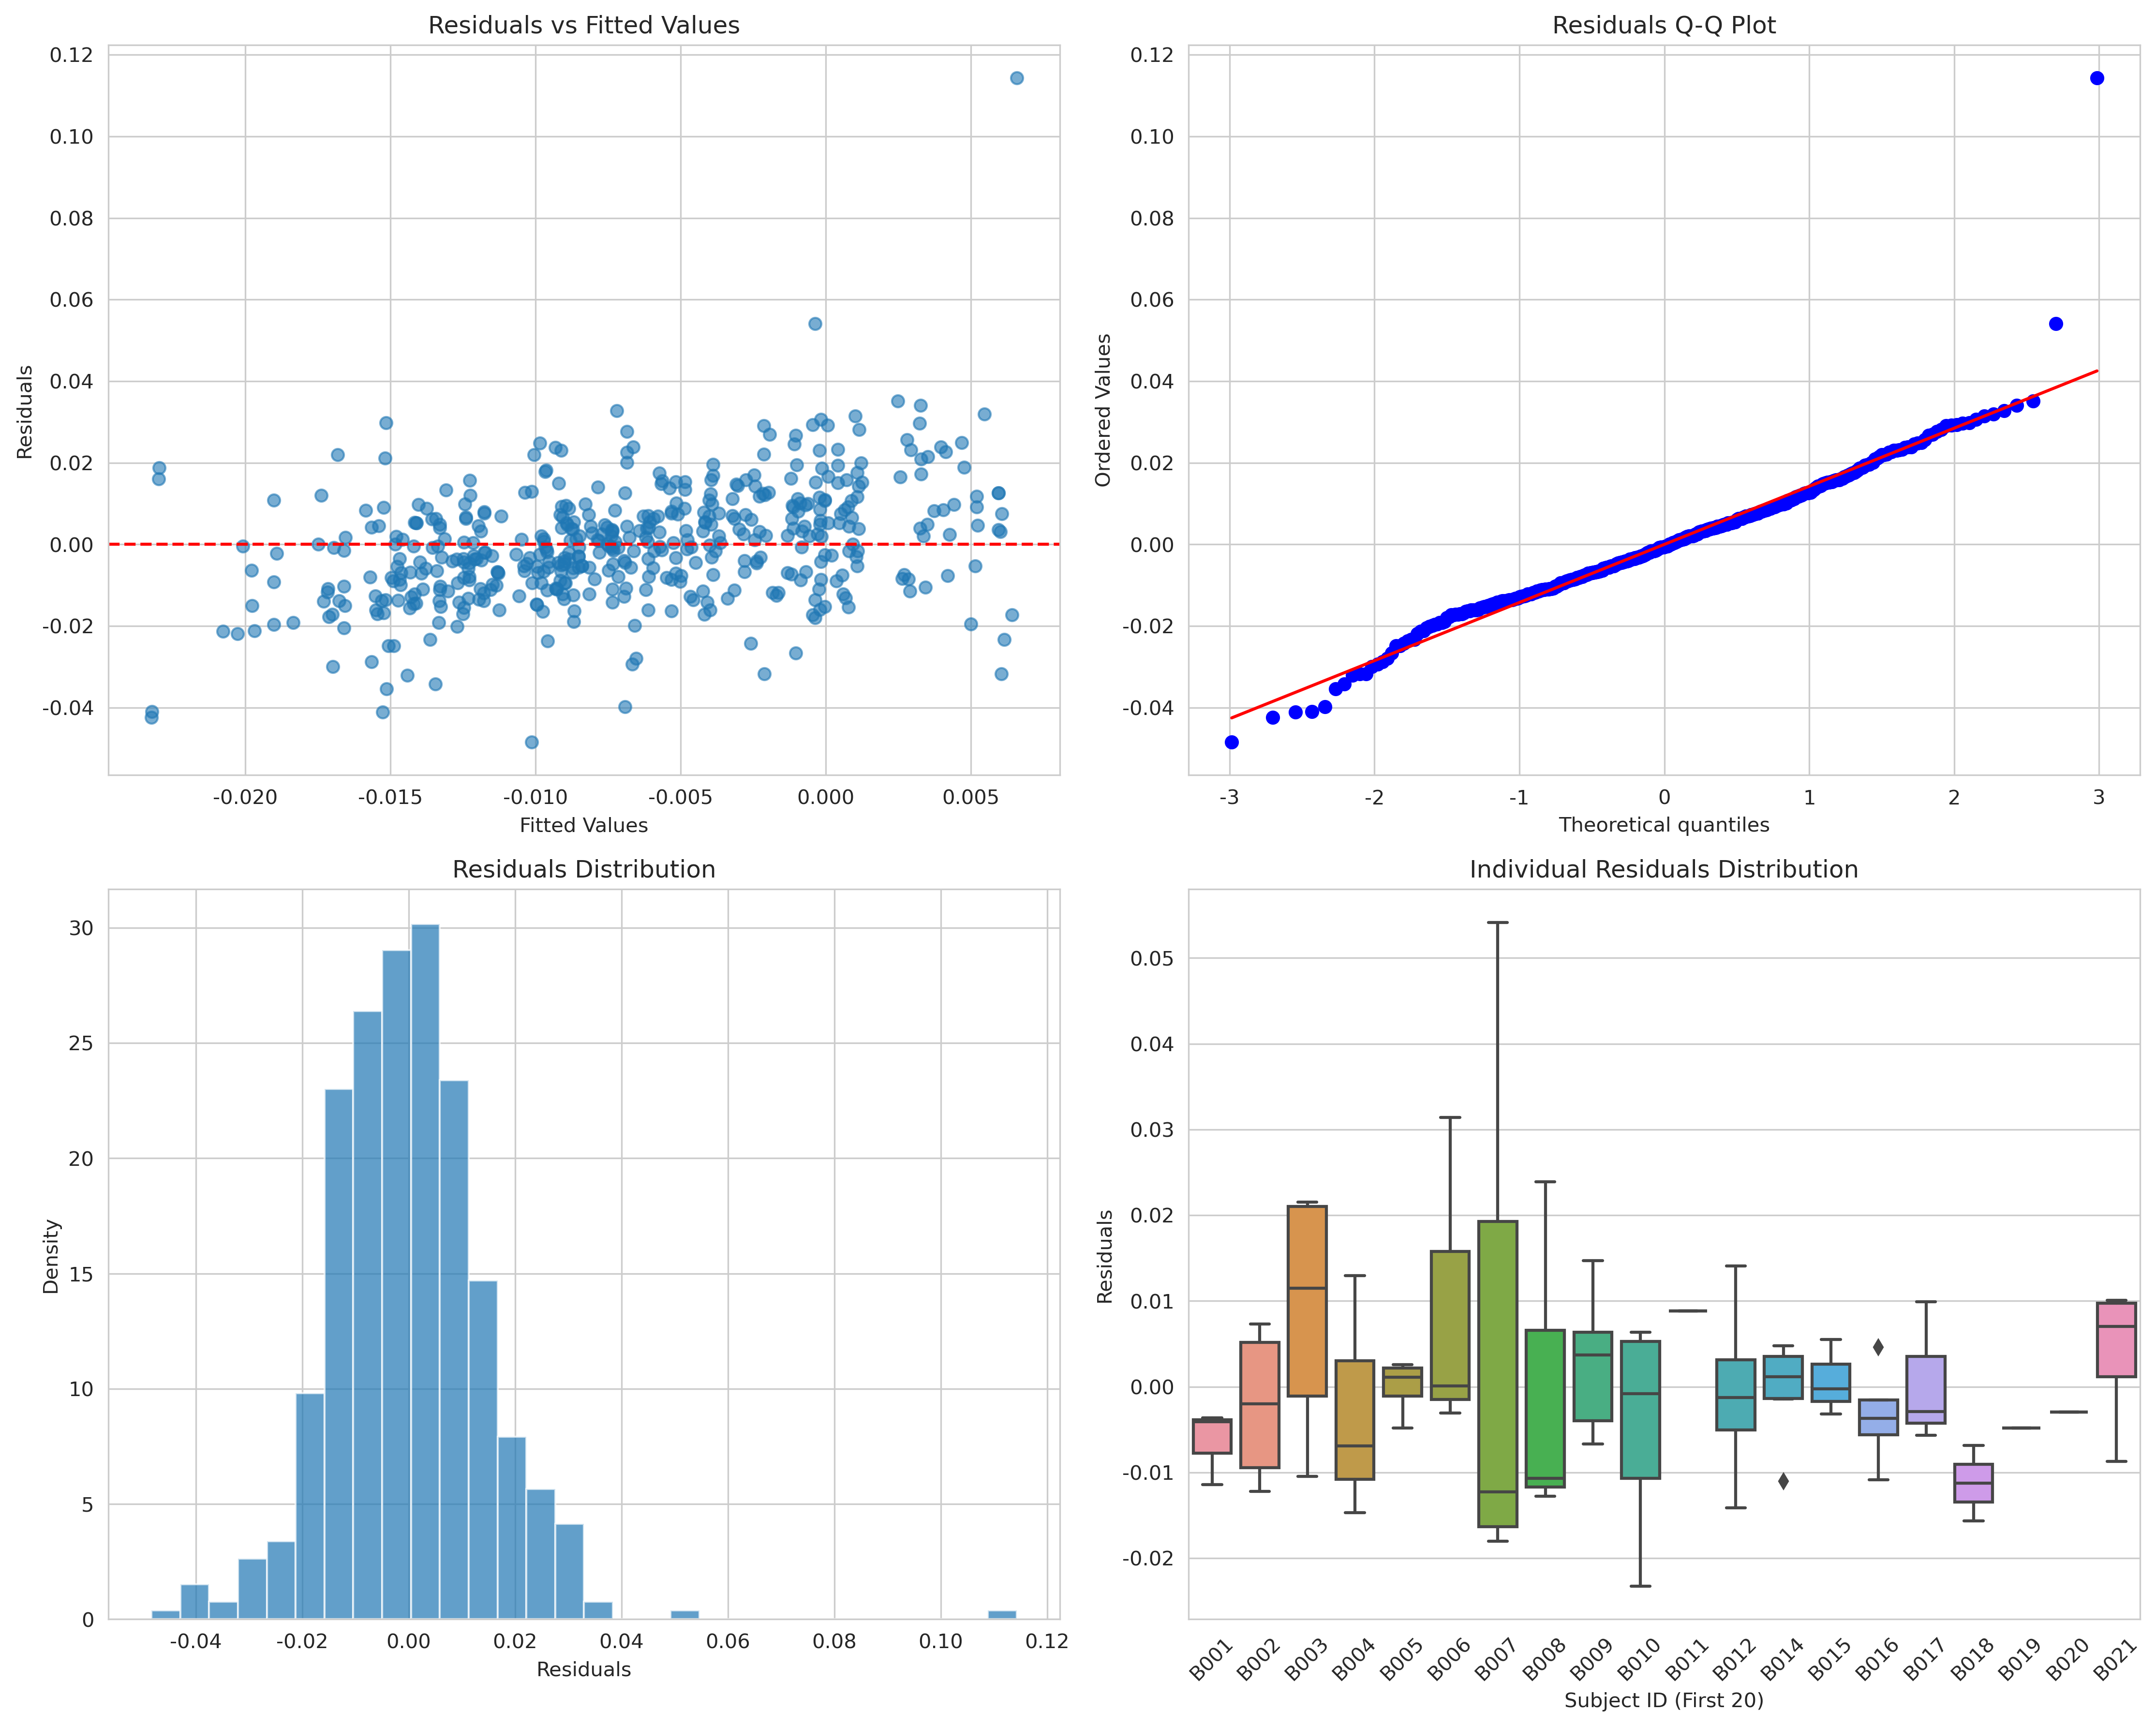 Residuals vs Fitted Values
0.12
0.10
0.08
0.06
0.04
0.02
0.00
-0.02
-0.04
Residuals
-0.020 -0.015 -0.010 -0.005 0.000 0.005
Fitted Values
Residuals Q-Q Plot
0.12
0.10
0.08
0.06
0.04
0.02
0.00
-0.02
-0.04
Ordered Values
-3 -2 -1 0 1 2 3
Theoretical quantiles
Residuals Distribution
30
25
20
15
10
5
0
Density
-0.04 -0.02 0.00 0.02 0.04 0.06 0.08 0.10 0.12
Residuals
Individual Residuals Distribution
0.05
0.04
0.03
0.02
0.01
0.00
-0.01
-0.02
Residuals
B001 B002 B003 B004 B005 B006 B007 B008 B009 B010 B011 B012 B014 B015 B016 B017 B018 B019 B020 B021
Subject ID (First 20)